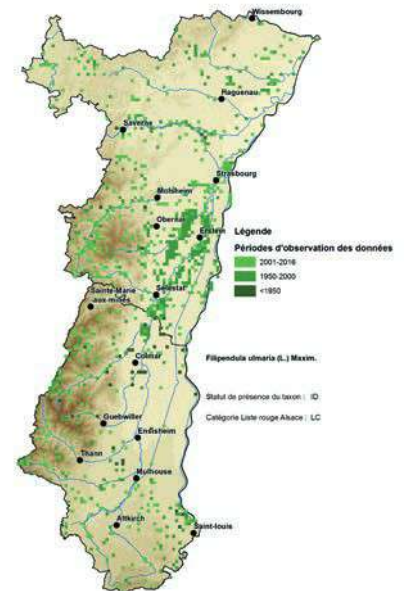 Wissembourg
Haguenau
Saverne
Strasbourg
Molsheim
Obernai
Erstein
Légende
Périodes d'observation des données
2001-2016
1950-2000
<1950
Sainte-Marie
-aux-mines
Sélestat
Colmar
Filipendula ulmaria (L.) Maxim.
Statut de présence du taxon : ID
Catégorie Liste rouge Alsace : LC
Guebwiller
Ensisheim
Thann
Mulhouse
Altkirch
Saint-louis